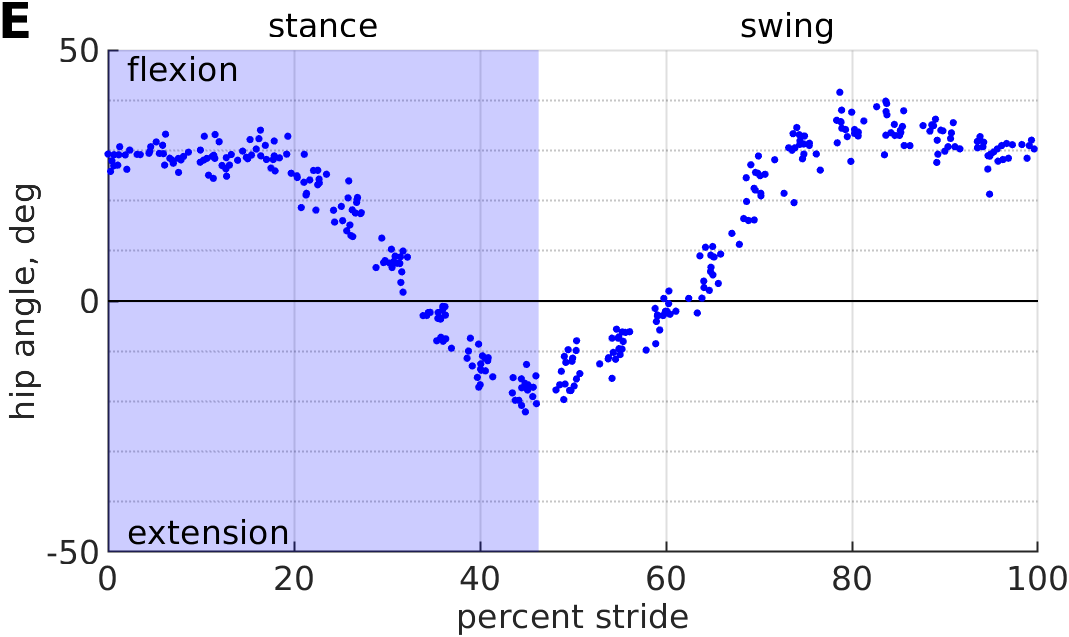 E
stance swing
50
flexion
0
extension
-50
0 20 40 60 80 100
hip angle, deg
percent stride